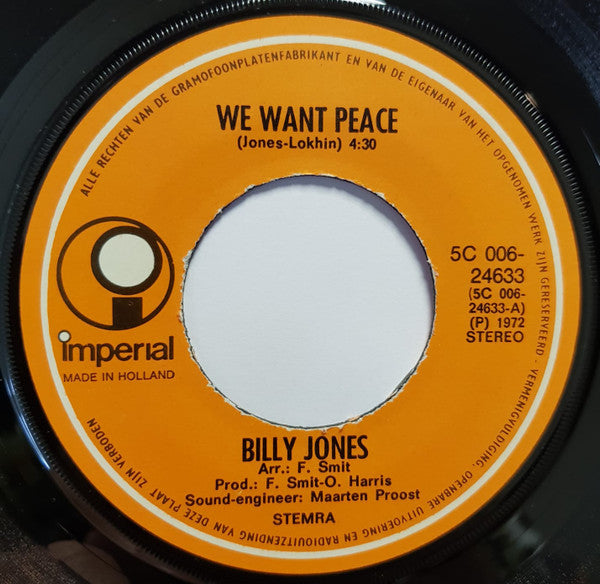 ALLE RECHTEN VAN DE GRAMOFOONPLATENFABRIKANT EN VAN DE EIGENAAR VAN HET OPGENOMEN WERK ZIJN GERESERVEERD - VERMENIGVULDIGING, OPENBARE UITVOERING EN RADIOUITZENDING VAN DEZE PLAAT ZIJN VERBODEN
WE WANT PEACE
(Jones-Lokhin) 4:30
imperial
MADE IN HOLLAND
5C 006-
24633
(5C 006-
24633-A)
(P) 1972
STEREO
BILLY JONES
Arr.: F. Smit
Prod.: F. Smit-O. Harris
Sound-engineer: Maarten Proost
STEMRA